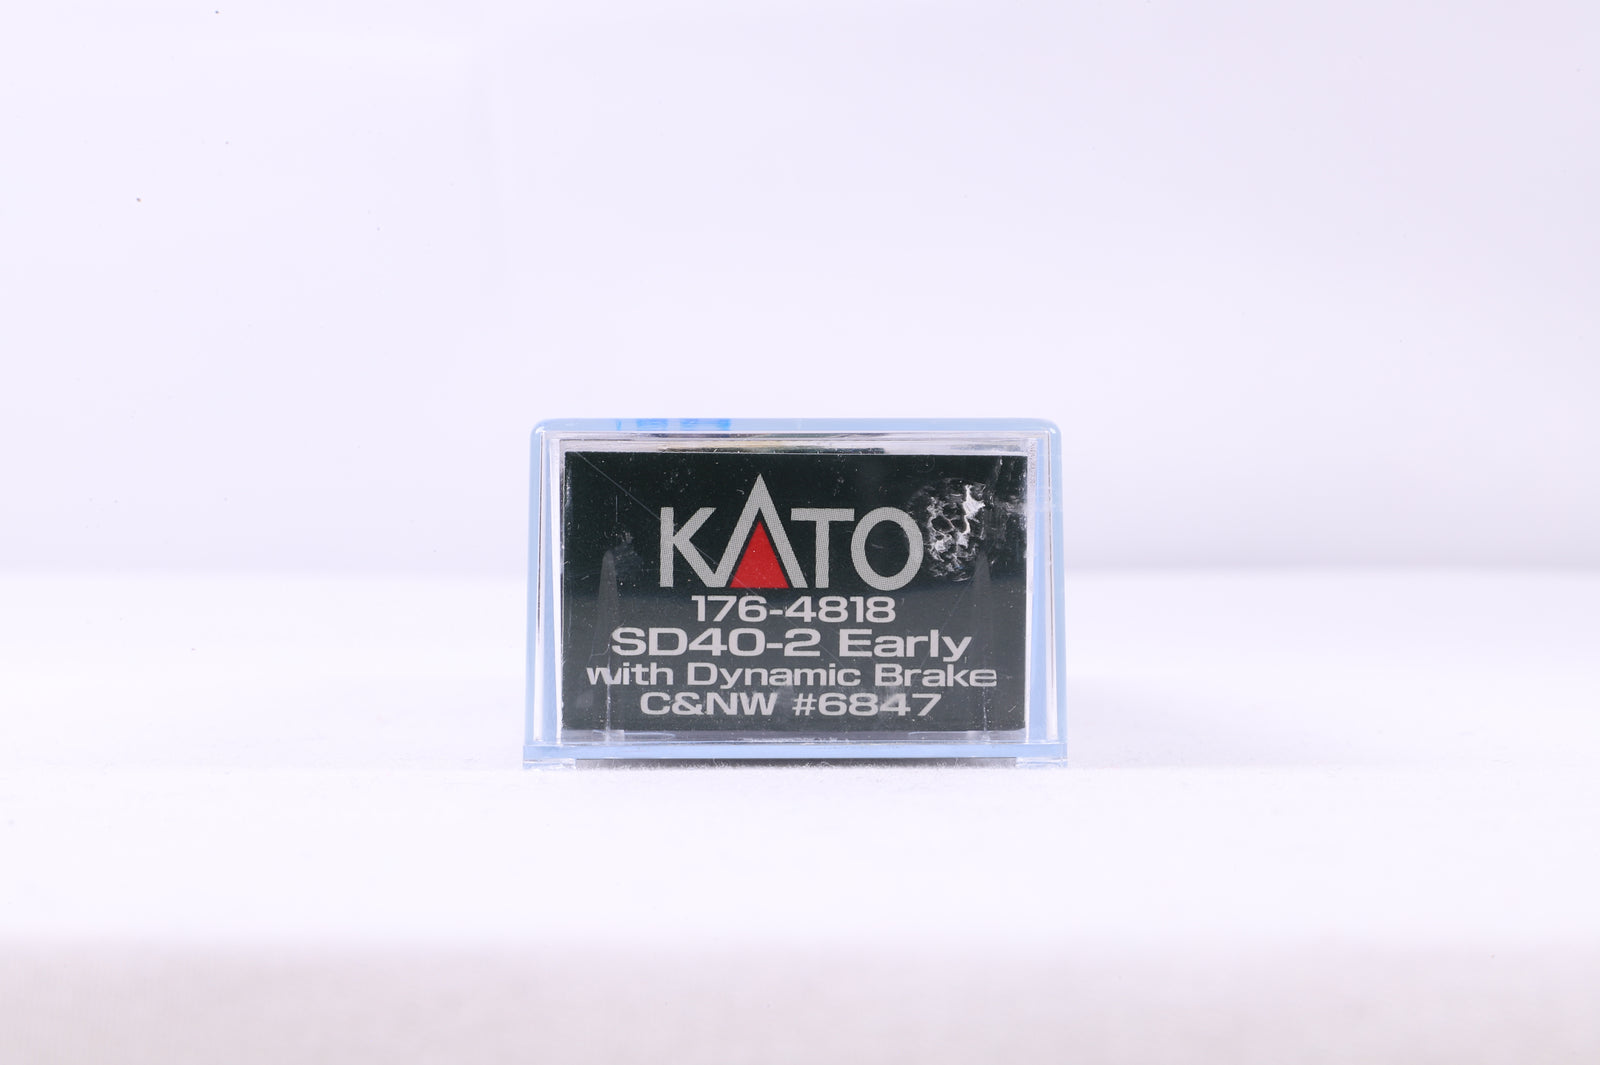 KATO
176-4818
SD40-2 Early
with Dynamic Brake
C&NW #6847